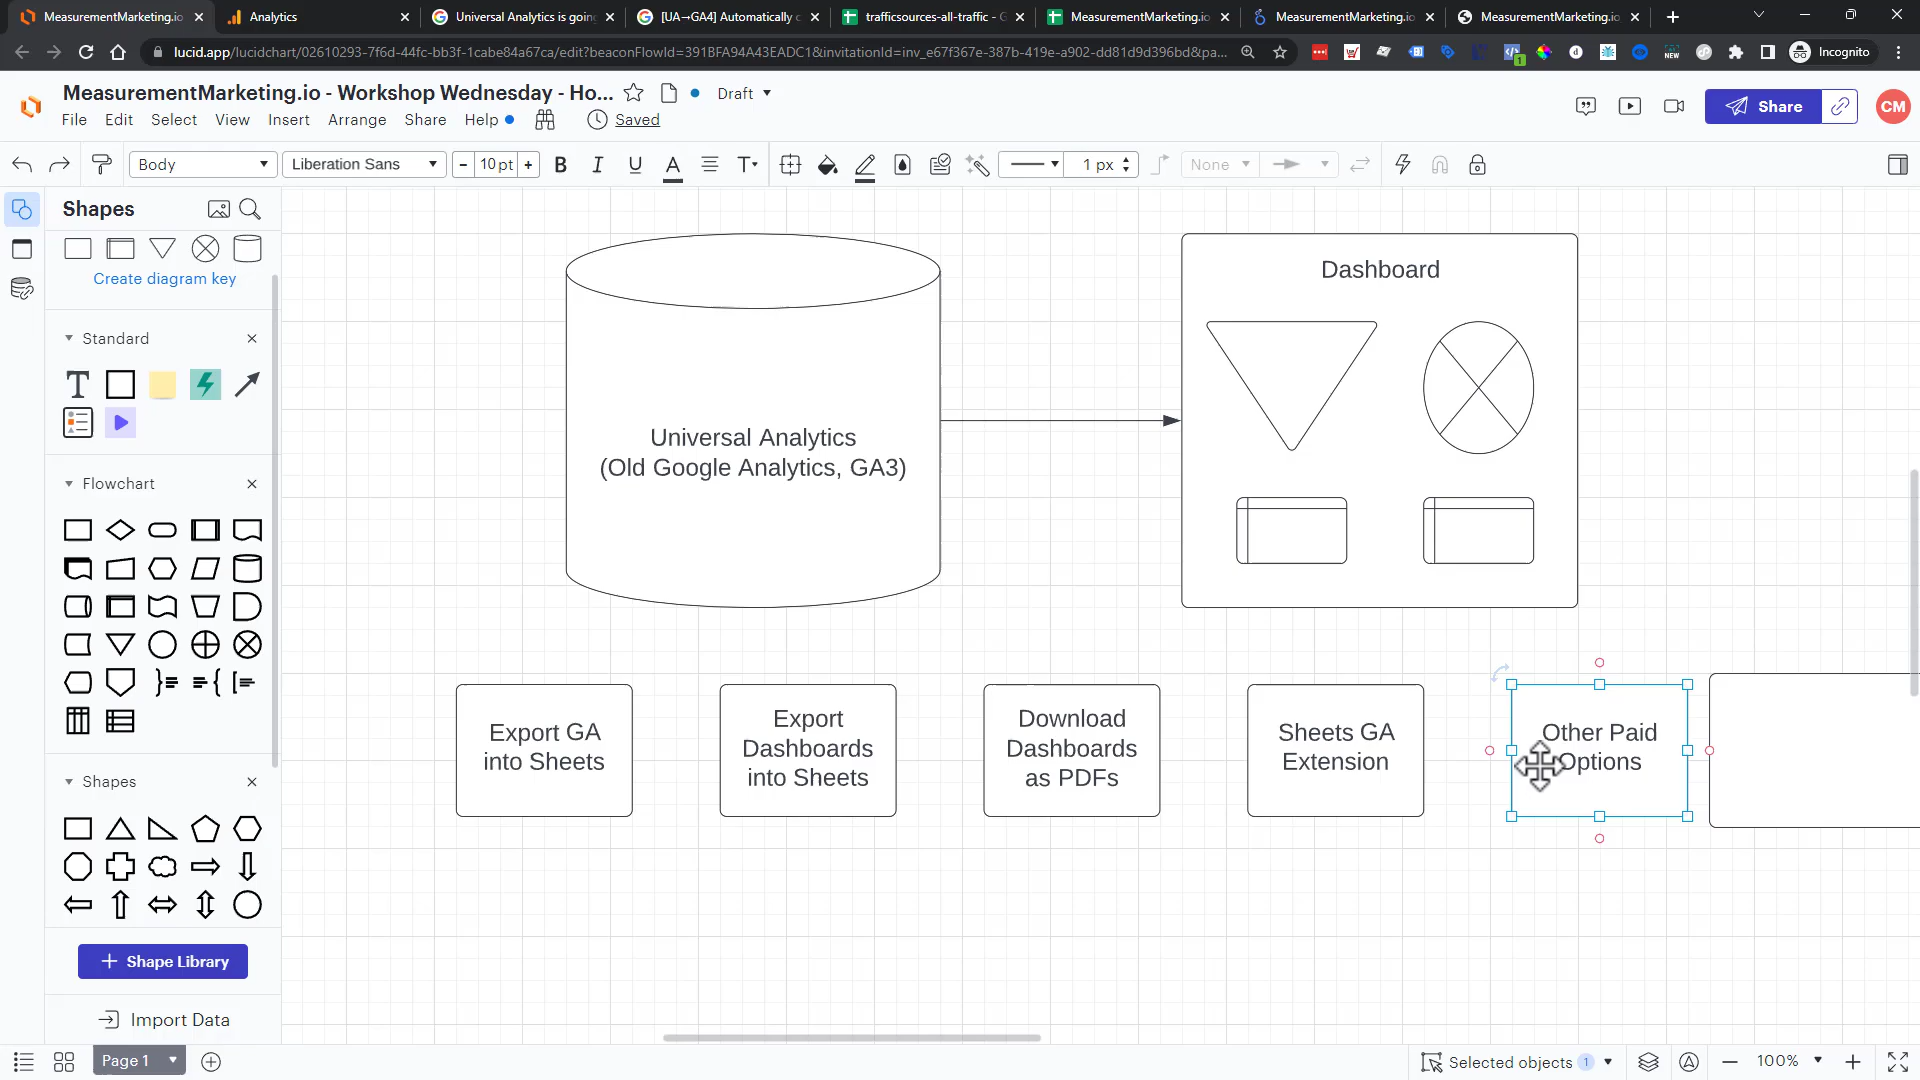 MeasurementMarketing.io
Analytics
Universal Analytics is goin
[UA→GA4] Automatically c
trafficsources-all-traffic - G
MeasurementMarketing.io
MeasurementMarketing.io
MeasurementMarketing.io
lucid.app/lucidchart/02610293-7f6d-44fc-bb3f-1cabe84a67ca/edit?beaconFlowId=391BFA94A43EADC1&invitationId=inv_e67f367e-387b-419e-a902-dd81d9d396bd&pa...
1
NEW
Incognito
MeasurementMarketing.io - Workshop Wednesday - Ho...
Draft
File Edit Select View Insert Arrange Share Help
Saved
Share
CM
Body
Liberation Sans
- 10 pt +
B I U A T
1 px
None
Shapes
Create diagram key
Standard
T
Flowchart
Shapes
+ Shape Library
Import Data
Dashboard
Universal Analytics
(Old Google Analytics, GA3)
Export GA
into Sheets
Export
Dashboards
into Sheets
Download
Dashboards
as PDFs
Sheets GA
Extension
Other Paid
Options
Page 1
Selected objects 1
100%